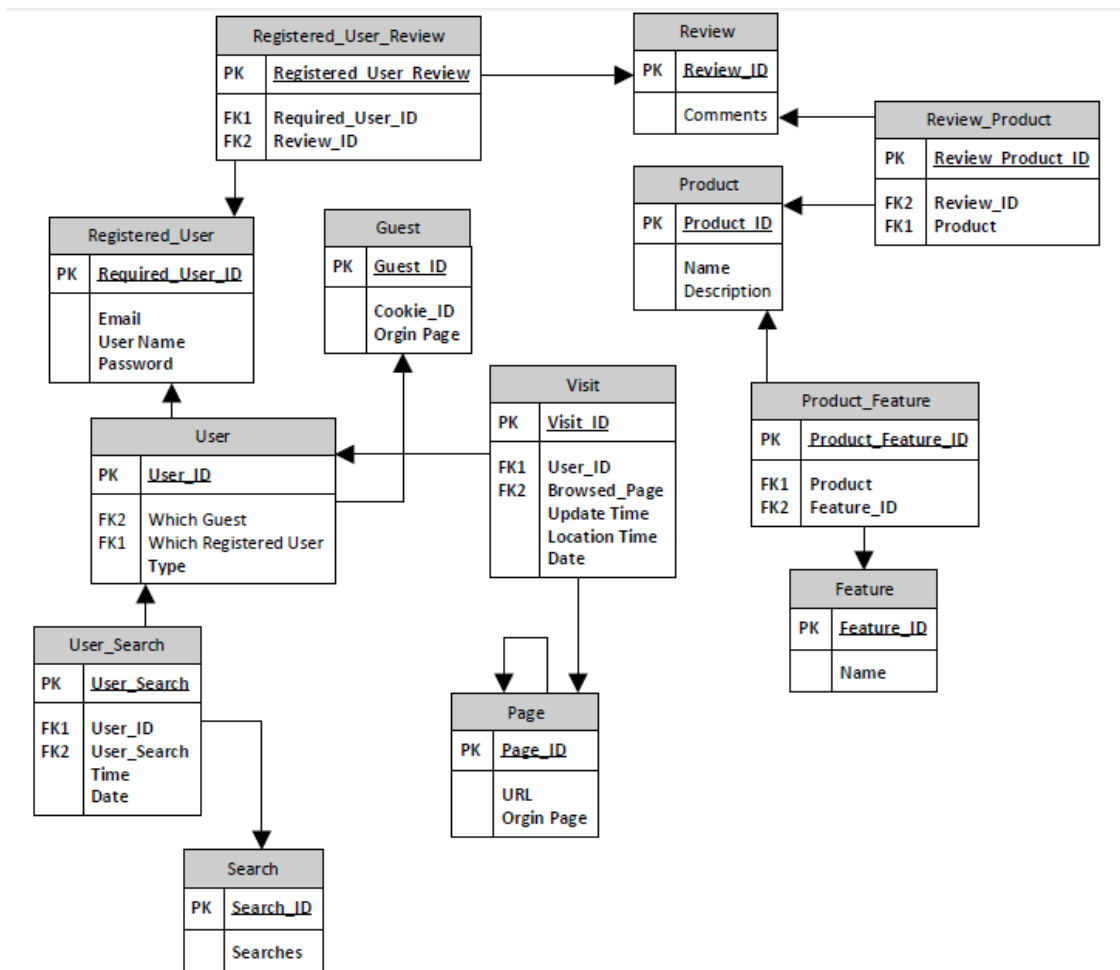 Registered_User_Review
PK Registered_User_Review
FK1 Required_User_ID
FK2 Review_ID
Review
PK Review_ID
Comments
Review_Product
PK Review_Product_ID
FK2 Review_ID
FK1 Product
Product
PK Product_ID
Name
Description
Registered_User
PK Required_User_ID
Email
User Name
Password
Guest
PK Guest_ID
Cookie_ID
Orgin Page
Visit
PK Visit_ID
FK1 User_ID
FK2 Browsed_Page
Update Time
Location Time
Date
Product_Feature
PK Product_Feature_ID
FK1 Product
FK2 Feature_ID
User
PK User_ID
FK2 Which Guest
FK1 Which Registered User
Type
Feature
PK Feature_ID
Name
User_Search
PK User_Search
FK1 User_ID
FK2 User_Search
Time
Date
Page
PK Page_ID
URL
Orgin Page
Search
PK Search_ID
Searches